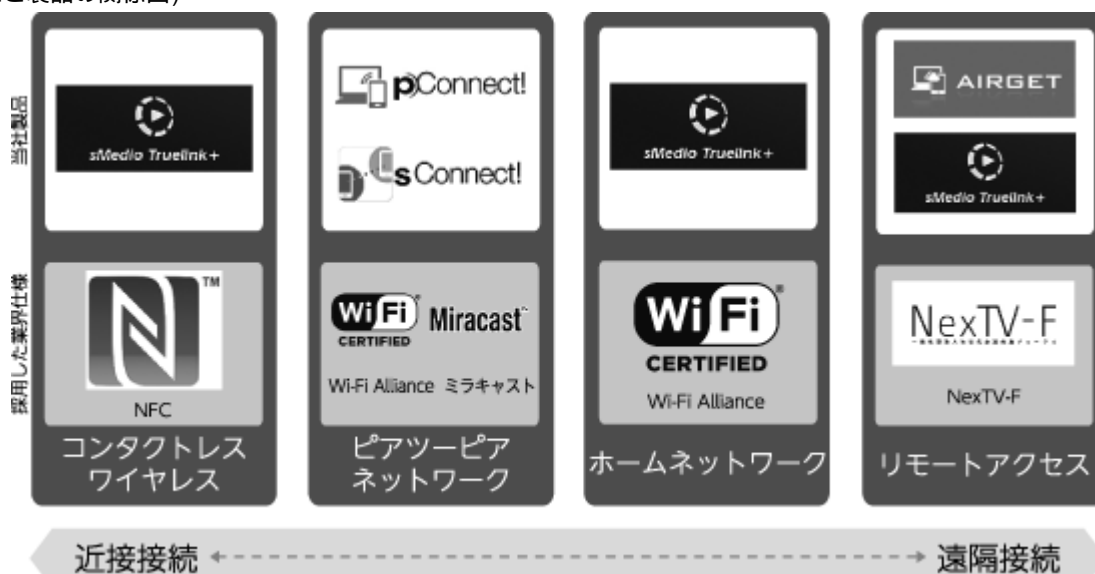 当社製品
sMedio Truelink+
pConnect!
sConnect!
sMedio Truelink+
AIRGET
sMedio Truelink+
採用した業界仕様
N
TM
NFC
Wi Fi
CERTIFIED
Miracast
Wi-Fi Alliance ミラキャスト
Wi Fi
CERTIFIED
Wi-Fi Alliance
NexTV-F
NexTV-F
コンタクトレス
ワイヤレス
ピアツーピア
ネットワーク
ホームネットワーク
リモートアクセス
近接接続
遠隔接続